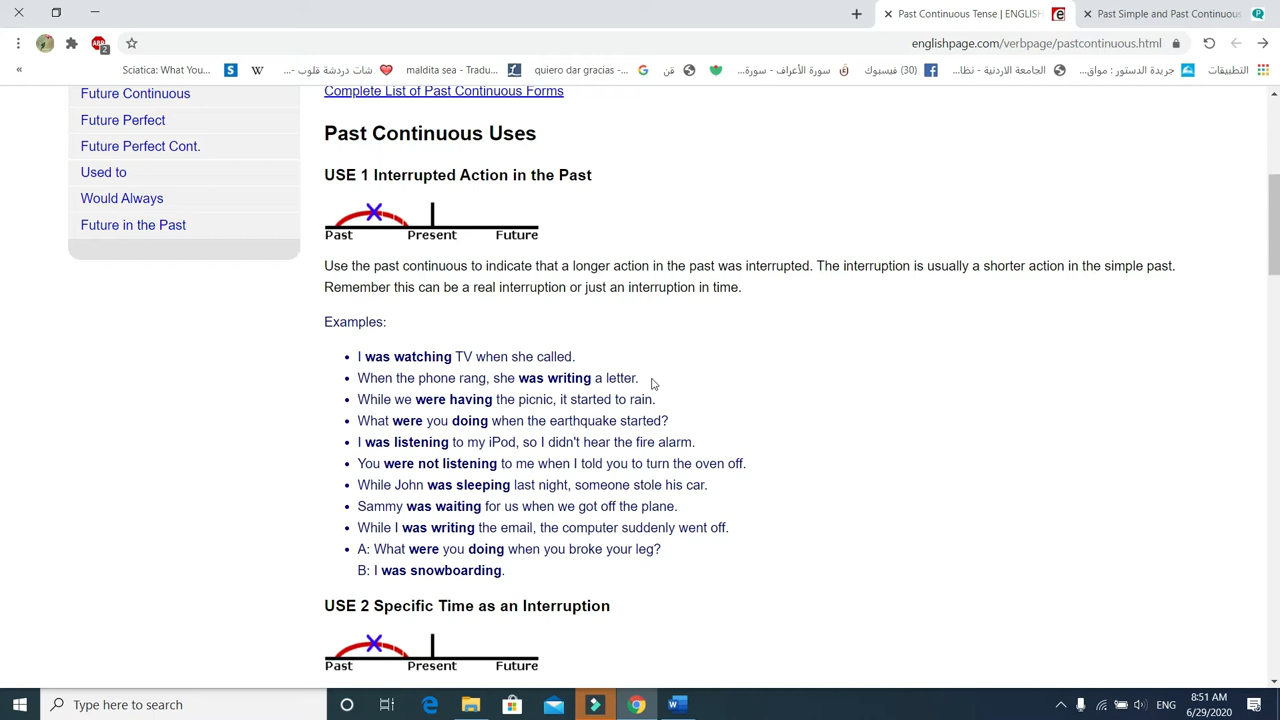 Past Continuous Tense | ENGLISH
Past Simple and Past Continuous
englishpage.com/verbpage/pastcontinuous.html
ABP
2
«
Sciatica: What You...
S
W
شات دردشة قلوب -...
maldita sea - Tradu...
quiero dar gracias -...
G
قن
سورة الأعراف - سورة...
(30) فيسبوك
الجامعة الاردنية - نظا...
جريدة الدستور : مواق...
التطبيقات
Future Continuous
Future Perfect
Future Perfect Cont.
Used to
Would Always
Future in the Past
Complete List of Past Continuous Forms
Past Continuous Uses
USE 1 Interrupted Action in the Past
Past Present Future
Use the past continuous to indicate that a longer action in the past was interrupted. The interruption is usually a shorter action in the simple past.
Remember this can be a real interruption or just an interruption in time.
Examples:
• I was watching TV when she called.
• When the phone rang, she was writing a letter.
• While we were having the picnic, it started to rain.
• What were you doing when the earthquake started?
• I was listening to my iPod, so I didn't hear the fire alarm.
• You were not listening to me when I told you to turn the oven off.
• While John was sleeping last night, someone stole his car.
• Sammy was waiting for us when we got off the plane.
• While I was writing the email, the computer suddenly went off.
• A: What were you doing when you broke your leg?
B: I was snowboarding.
USE 2 Specific Time as an Interruption
Past Present Future
Type here to search
ENG
8:51 AM
6/29/2020